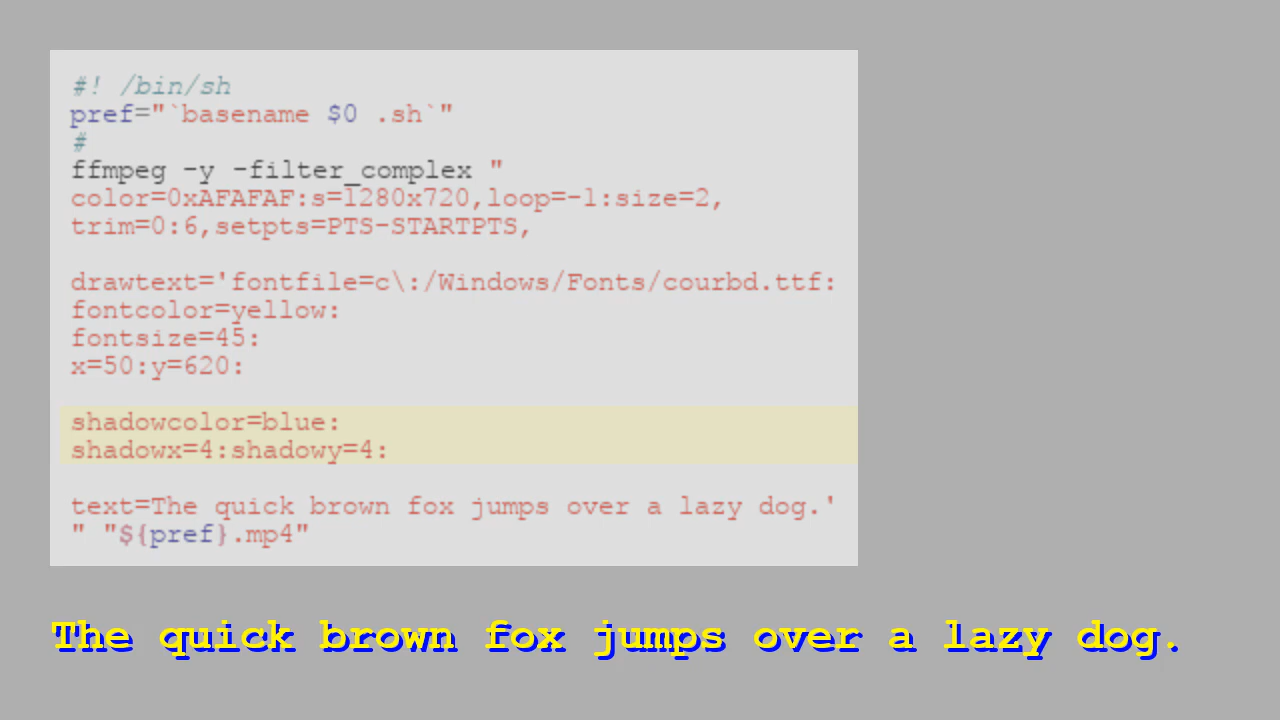 #! /bin/sh
pref="`basename $0 .sh`"
#
ffmpeg -y -filter_complex "
color=0xAFAFAF:s=1280x720,loop=-1:size=2,
trim=0:6,setpts=PTS-STARTPTS,
drawtext='fontfile=c\:/Windows/Fonts/courbd.ttf:
fontcolor=yellow:
fontsize=45:
x=50:y=620:
shadowcolor=blue:
shadowx=4:shadowy=4:
text=The quick brown fox jumps over a lazy dog.'
" "${pref}.mp4"
The quick brown fox jumps over a lazy dog.